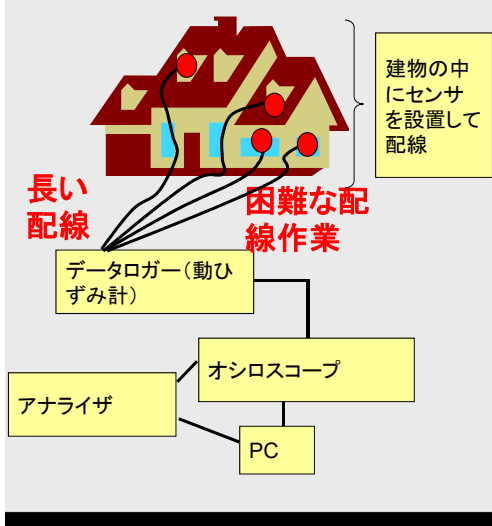 建物の中
にセンサ
を設置して
配線
長い
配線
困難な配
線作業
データロガー（動ひ
ずみ計）
オシロスコープ
アナライザ
PC